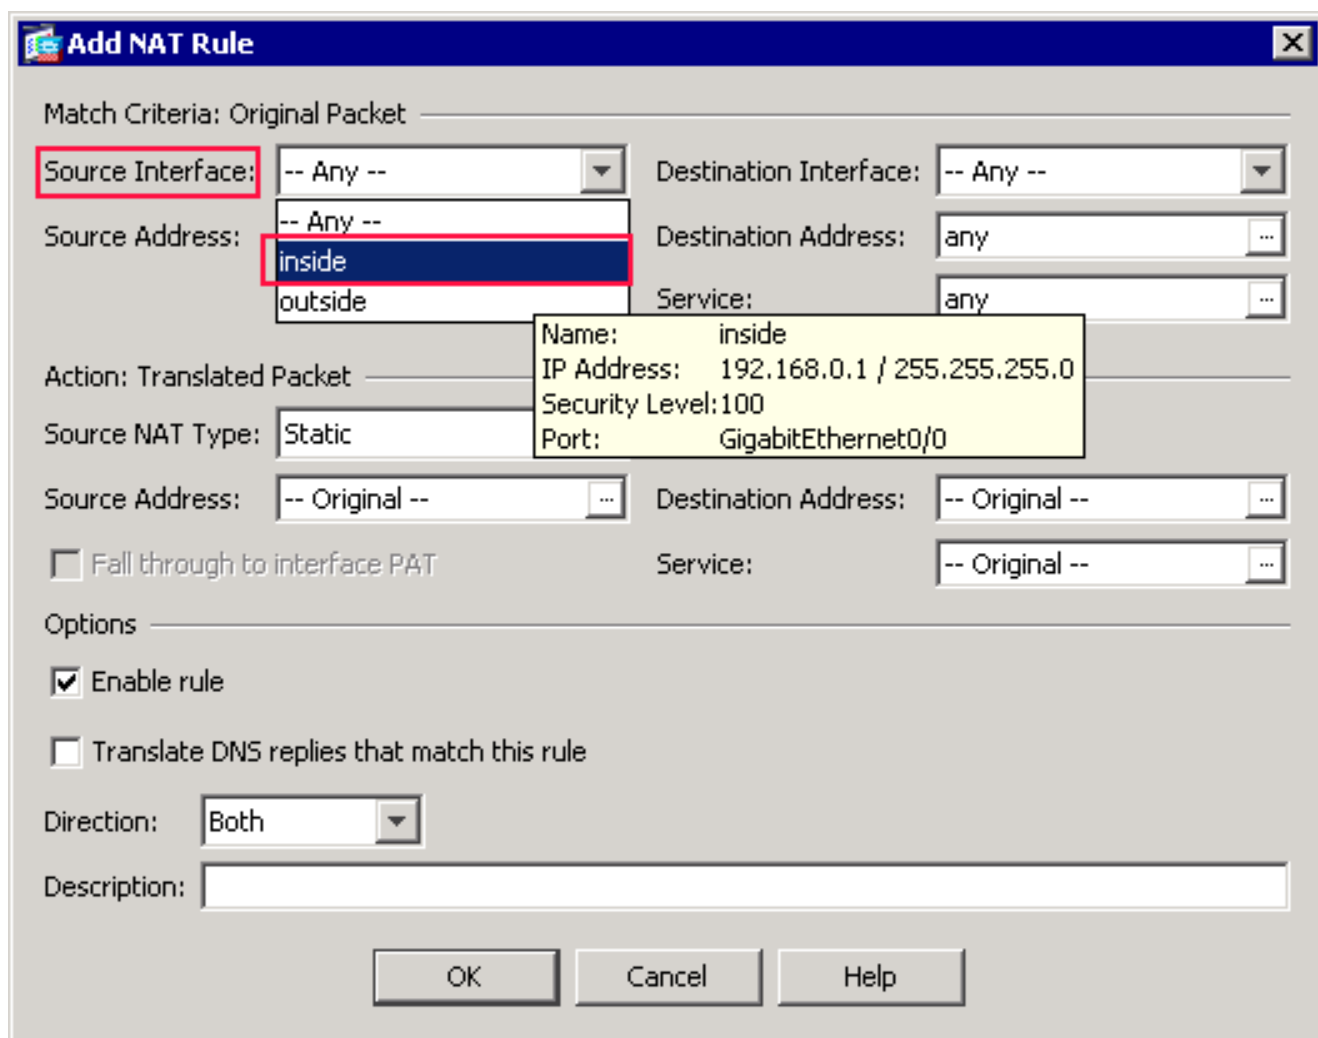 Add NAT Rule
Match Criteria: Original Packet
Source Interface: -- Any -- Destination Interface: -- Any --
-- Any --
Source Address: Destination Address: any
inside
outside Service: any
Name: inside
IP Address: 192.168.0.1 / 255.255.255.0
Security Level: 100
Port: GigabitEthernet0/0
Action: Translated Packet
Source NAT Type: Static
Source Address: -- Original -- ... Destination Address: -- Original -- ...
Fall through to interface PAT Service: -- Original -- ...
Options
Enable rule
Translate DNS replies that match this rule
Direction: Both
Description:
OK Cancel Help